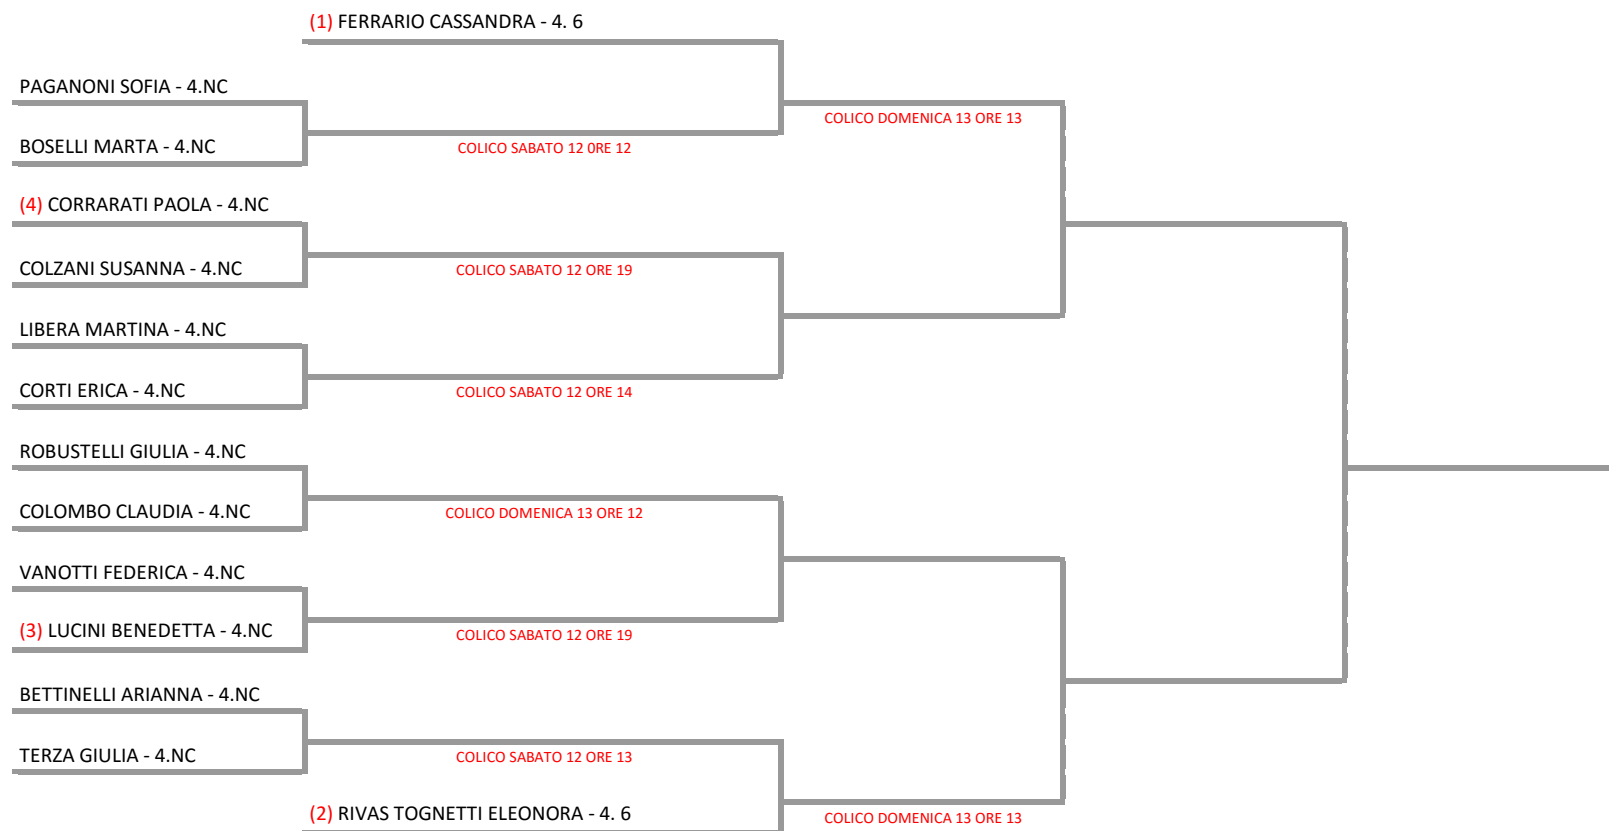 (1) FERRARIO CASSANDRA - 4. 6
PAGANONI SOFIA - 4.NC
COLICO DOMENICA 13 ORE 13
BOSELLI MARTA - 4.NC
COLICO SABATO 12 0RE 12
(4) CORRARATI PAOLA - 4.NC
COLZANI SUSANNA - 4.NC
COLICO SABATO 12 ORE 19
LIBERA MARTINA - 4.NC
CORTI ERICA - 4.NC
COLICO SABATO 12 ORE 14
ROBUSTELLI GIULIA - 4.NC
COLOMBO CLAUDIA - 4.NC
COLICO DOMENICA 13 ORE 12
VANOTTI FEDERICA - 4.NC
(3) LUCINI BENEDETTA - 4.NC
COLICO SABATO 12 ORE 19
BETTINELLI ARIANNA - 4.NC
TERZA GIULIA - 4.NC
COLICO SABATO 12 ORE 13
(2) RIVAS TOGNETTI ELEONORA - 4. 6
COLICO DOMENICA 13 ORE 13